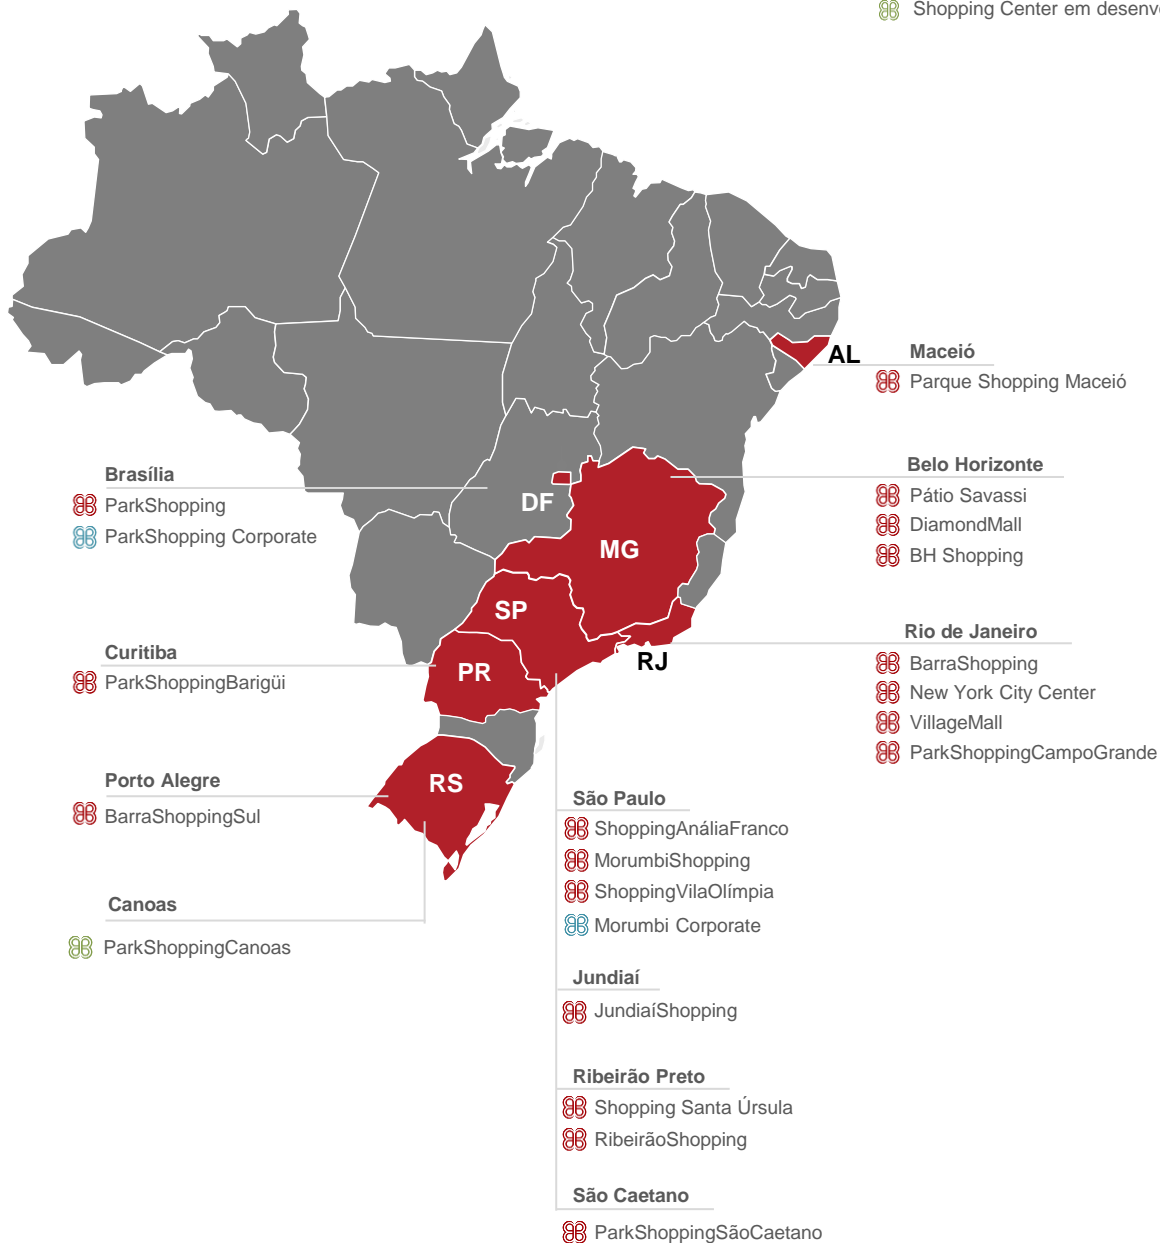 Shopping Center em
AL
Maceió
Parque Shopping Maceió
Belo Horizonte
Pátio Savassi
DiamondMall
BH Shopping
Brasília
ParkShopping
ParkShopping Corporate
DF
MG
SP
RJ
PR
RS
Rio de Janeiro
BarraShopping
New York City Center
VillageMall
ParkShoppingCampoGrande
Curitiba
ParkShoppingBarigüi
Porto Alegre
BarraShoppingSul
Canoas
ParkShoppingCanoas
São Paulo
ShoppingAnáliaFranco
MorumbiShopping
ShoppingVilaOlímpia
Morumbi Corporate
Jundiaí
JundiaíShopping
Ribeirão Preto
Shopping Santa Úrsula
RibeirãoShopping
São Caetano
ParkShoppingSãoCaetano